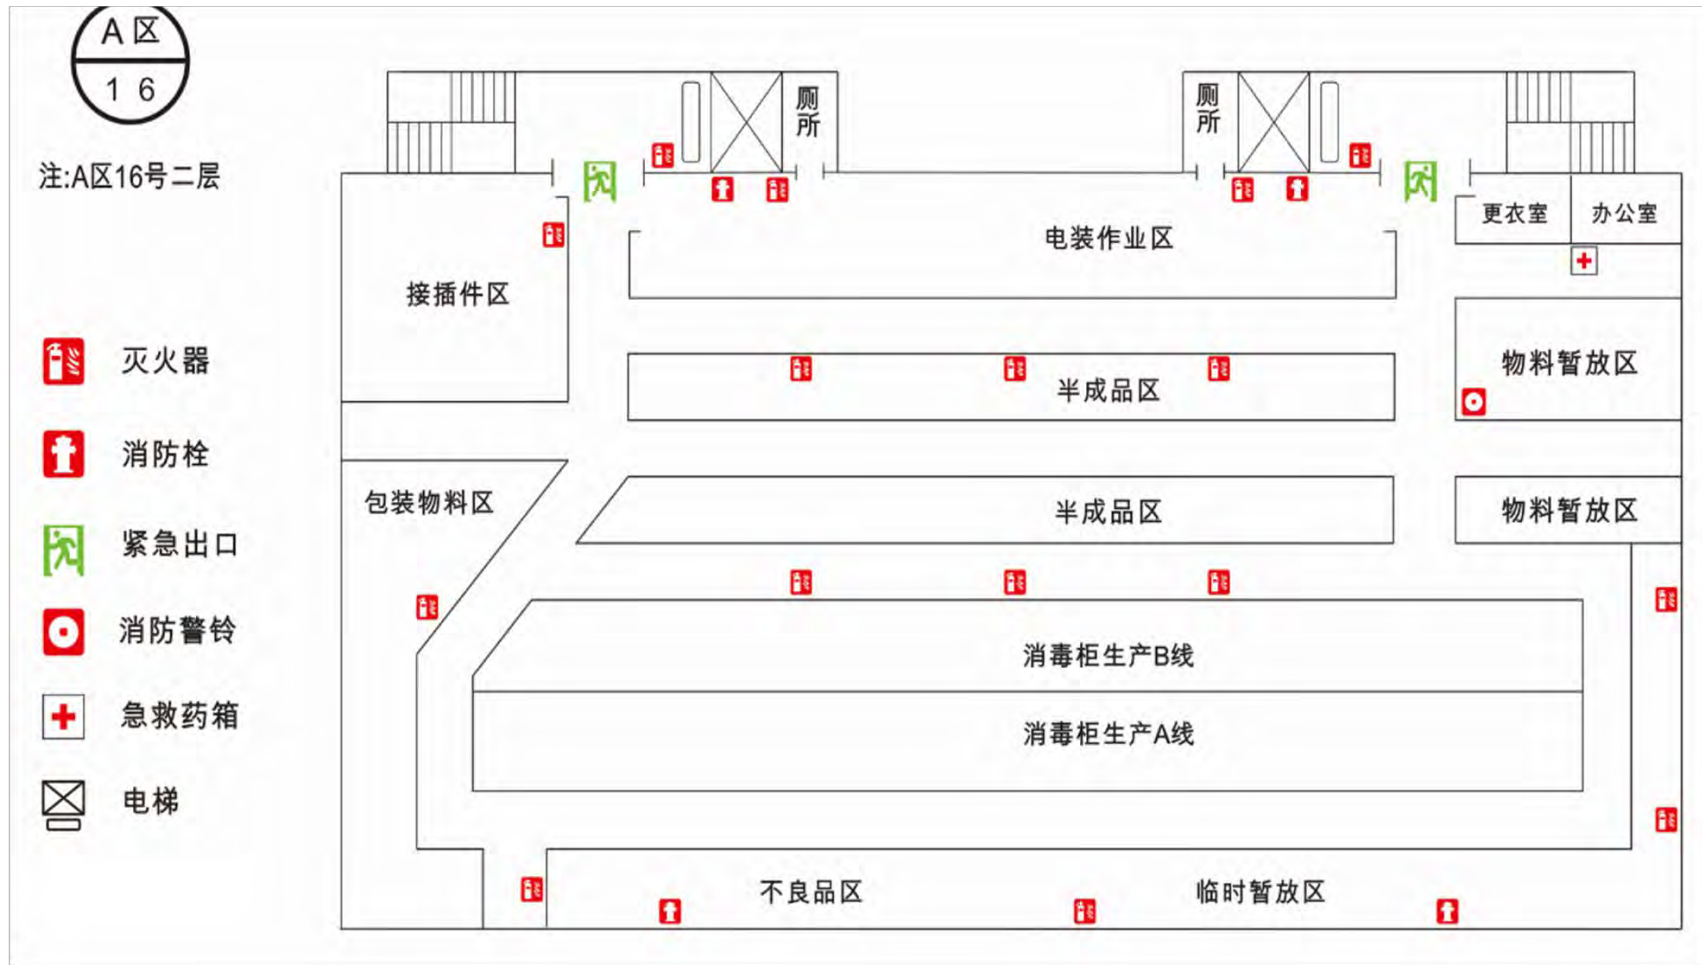 A区
16
注:A区16号二层
厕所
厕所
更衣室
办公室
电装作业区
接插件区
灭火器
物料暂放区
半成品区
消防栓
包装物料区
半成品区
物料暂放区
紧急出口
消防警铃
消毒柜生产B线
急救药箱
消毒柜生产A线
电梯
不良品区
临时暂放区